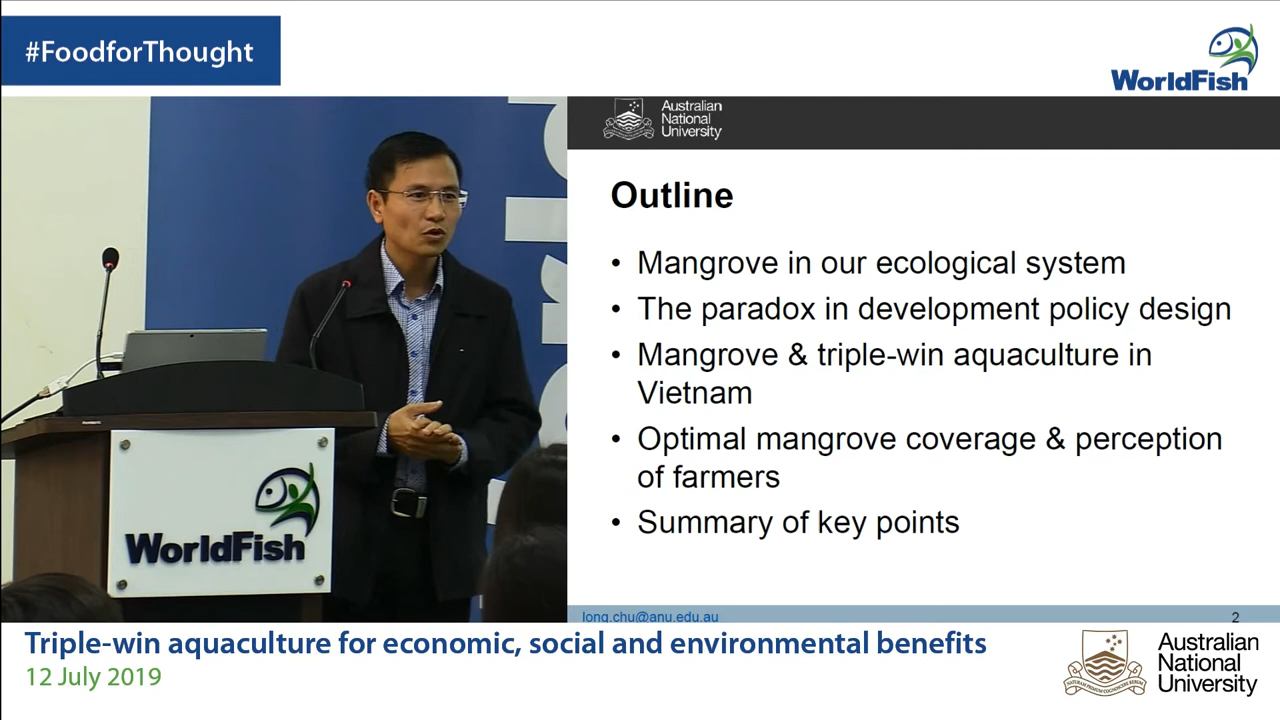 #FoodforThought
WorldFish
Australian
National
University
Outline
• Mangrove in our ecological system
• The paradox in development policy design
• Mangrove & triple-win aquaculture in
Vietnam
• Optimal mangrove coverage & perception
of farmers
• Summary of key points
long.chu@anu.edu.au
2
WorldFish
Triple-win aquaculture for economic, social and environmental benefits
12 July 2019
Australian
National
University